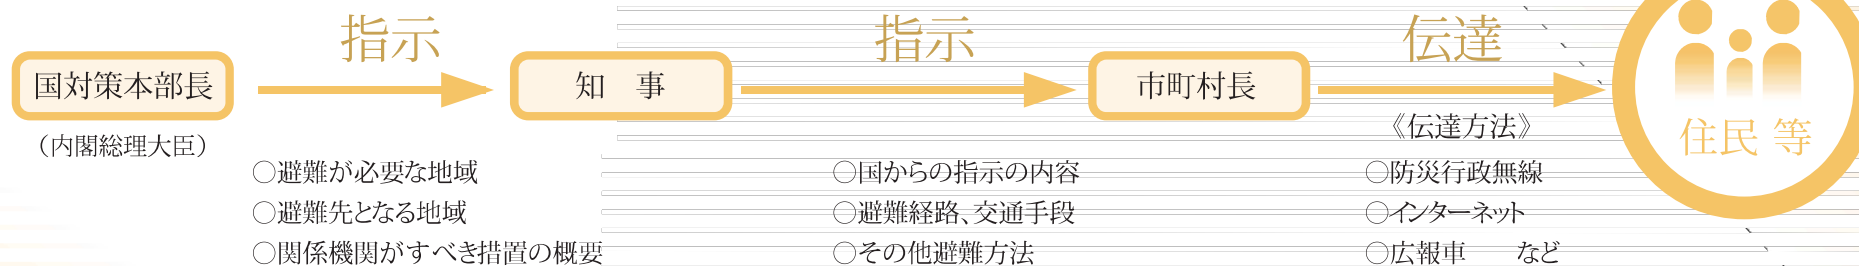 指示
指示
伝達
国対策本部長
知 事
市町村長
（内閣総理大臣）
《伝達方法》
住民 等
○避難が必要な地域
○避難先となる地域
○関係機関がすべき措置の概要
○国からの指示の内容
○避難経路、交通手段
○その他避難方法
○防災行政無線
○インターネット
○広報車 など